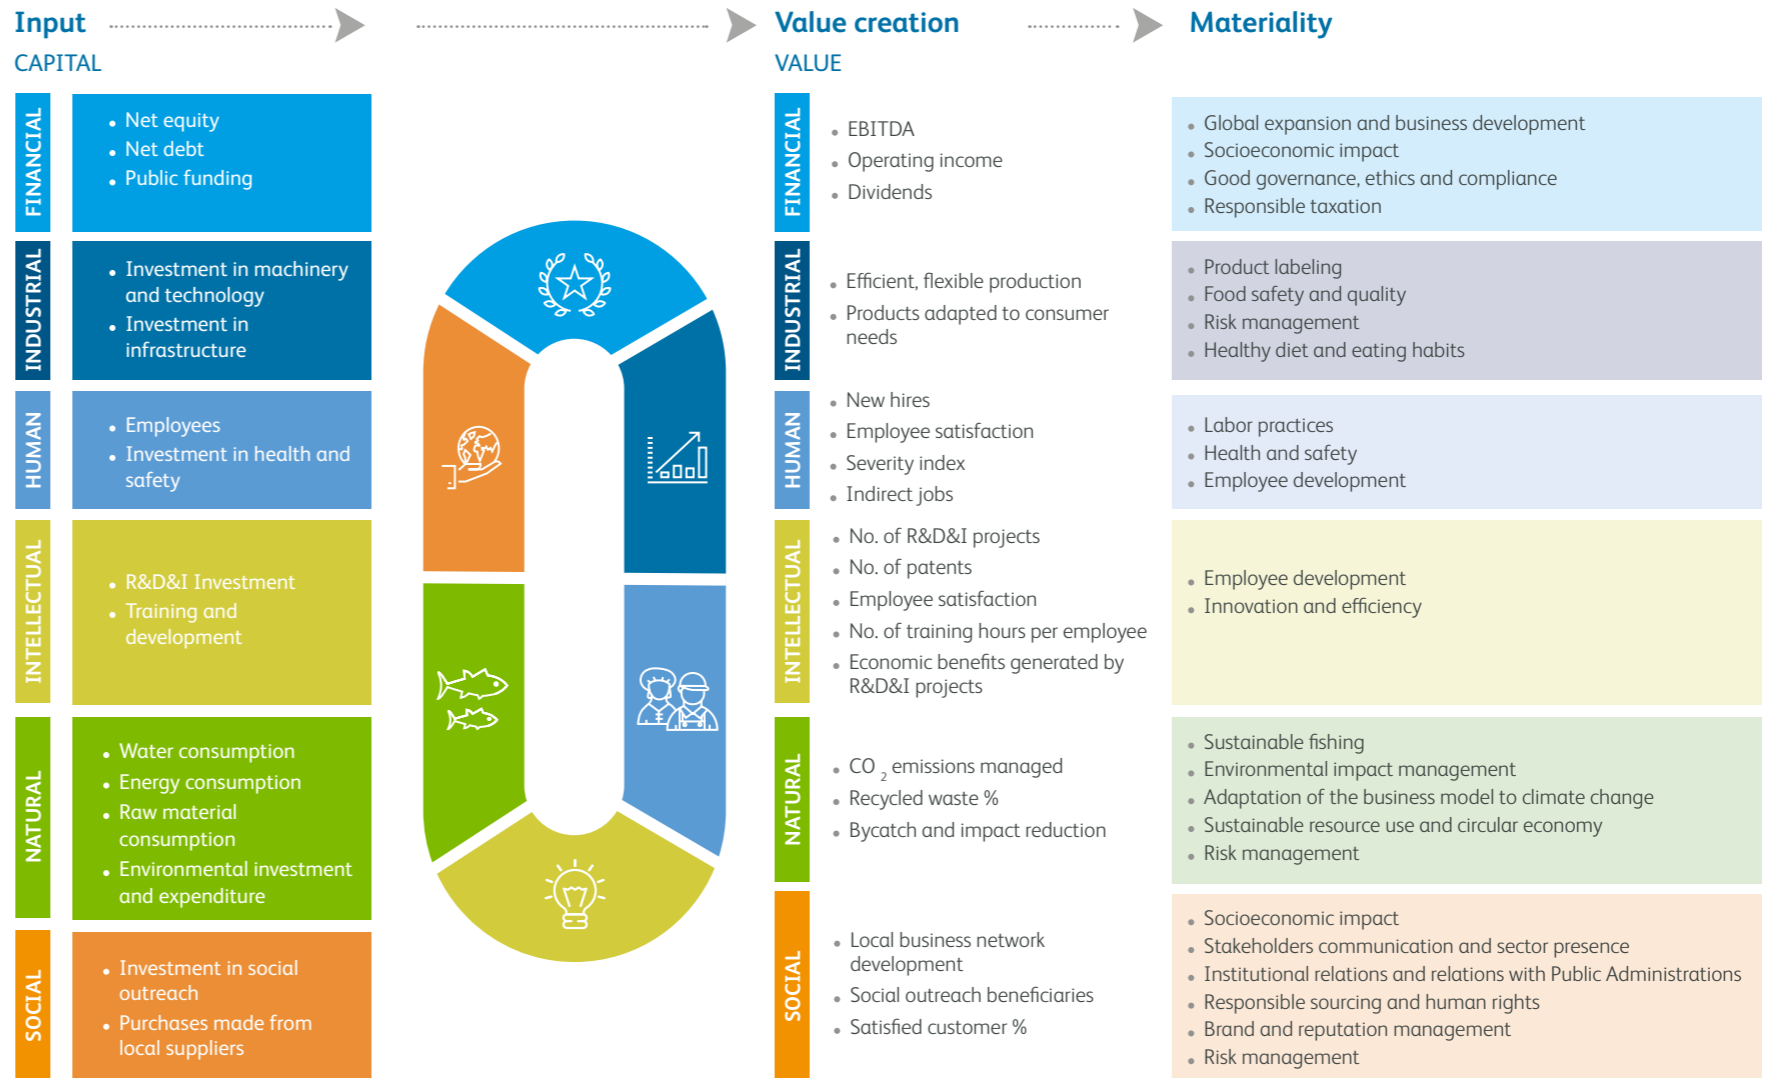 Input
Value creation
Materiality
CAPITAL
VALUE
FINANCIAL
• Net equity
• Net debt
• Public funding
FINANCIAL
• EBITDA
• Operating income
• Dividends
• Global expansion and business development
• Socioeconomic impact
• Good governance, ethics and compliance
• Responsible taxation
INDUSTRIAL
• Investment in machinery
and technology
• Investment in
infrastructure
INDUSTRIAL
• Efficient, flexible production
• Products adapted to consumer
needs
• Product labeling
• Food safety and quality
• Risk management
• Healthy diet and eating habits
HUMAN
• Employees
• Investment in health and
safety
HUMAN
• New hires
• Employee satisfaction
• Severity index
• Indirect jobs
• Labor practices
• Health and safety
• Employee development
INTELLECTUAL
• R&D&I Investment
• Training and
development
INTELLECTUAL
• No. of R&D&I projects
• No. of patents
• Employee satisfaction
• No. of training hours per employee
• Economic benefits generated by
R&D&I projects
• Employee development
• Innovation and efficiency
NATURAL
• Water consumption
• Energy consumption
• Raw material
consumption
• Environmental investment
and expenditure
NATURAL
• CO 2 emissions managed
• Recycled waste %
• Bycatch and impact reduction
• Sustainable fishing
• Environmental impact management
• Adaptation of the business model to climate change
• Sustainable resource use and circular economy
• Risk management
SOCIAL
• Investment in social
outreach
• Purchases made from
local suppliers
SOCIAL
• Local business network
development
• Social outreach beneficiaries
• Satisfied customer %
• Socioeconomic impact
• Stakeholders communication and sector presence
• Institutional relations and relations with Public Administrations
• Responsible sourcing and human rights
• Brand and reputation management
• Risk management